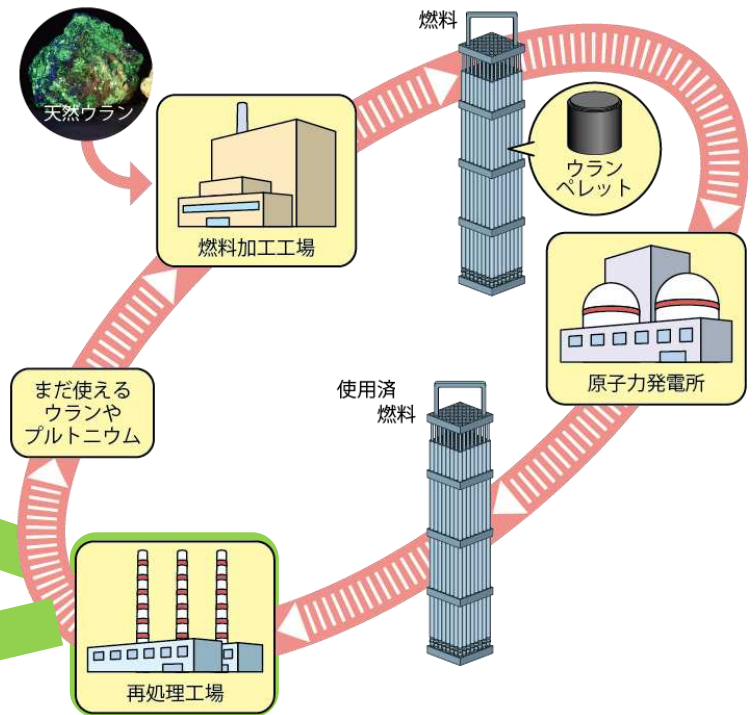 天然ウラン
燃料加工工場
燃料
ウラン
ペレット
原子力発電所
使用済
燃料
再処理工場
まだ使える
ウランや
プルトニウム